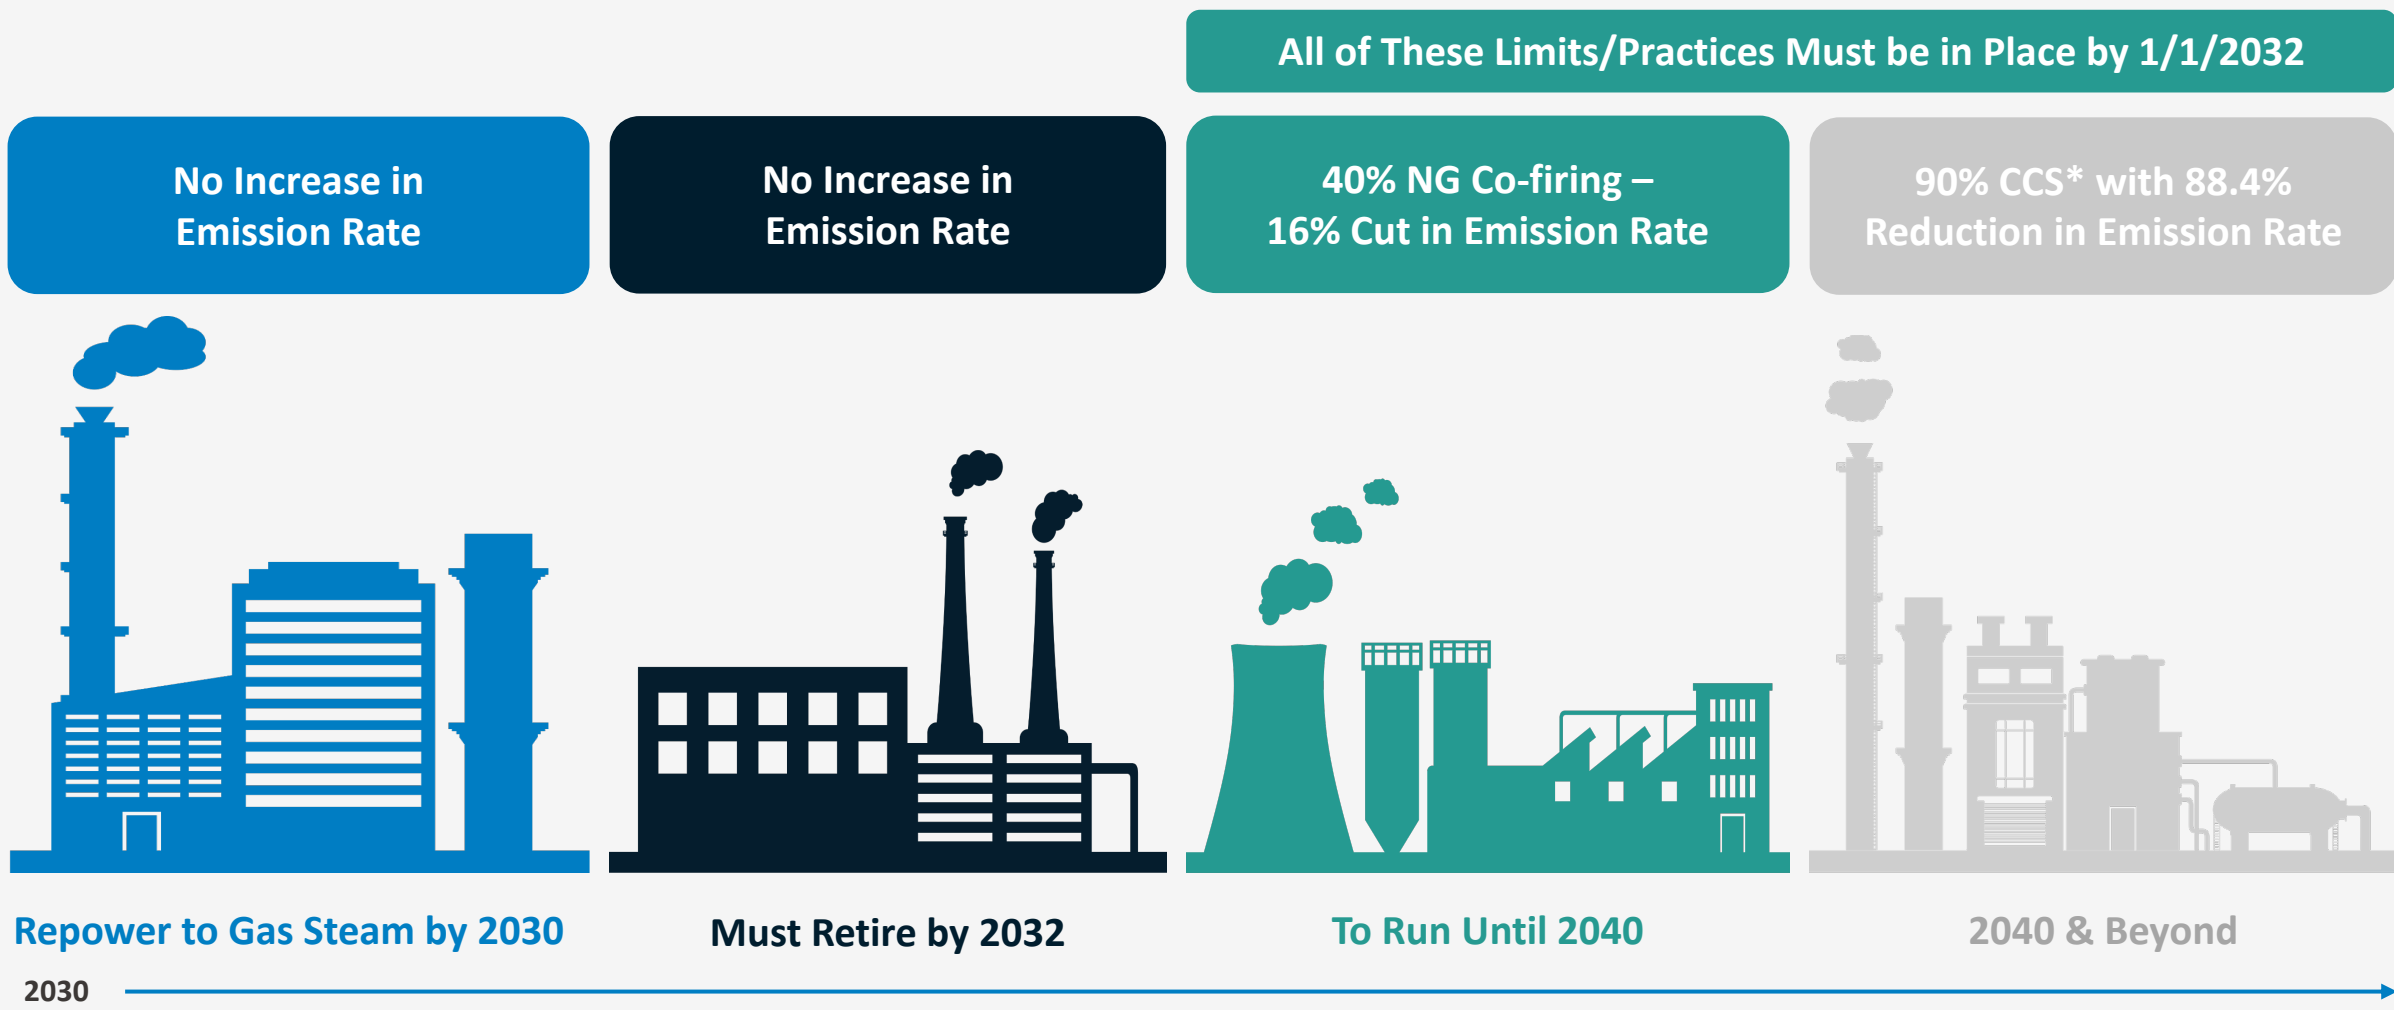 All of These Limits/Practices Must be in Place by 1/1/2032
No Increase in
Emission Rate
No Increase in
Emission Rate
40% NG Co-firing –
16% Cut in Emission Rate
90% CCS* with 88.4%
Reduction in Emission Rate
Repower to Gas Steam by 2030
Must Retire by 2032
To Run Until 2040
2040 & Beyond
2030